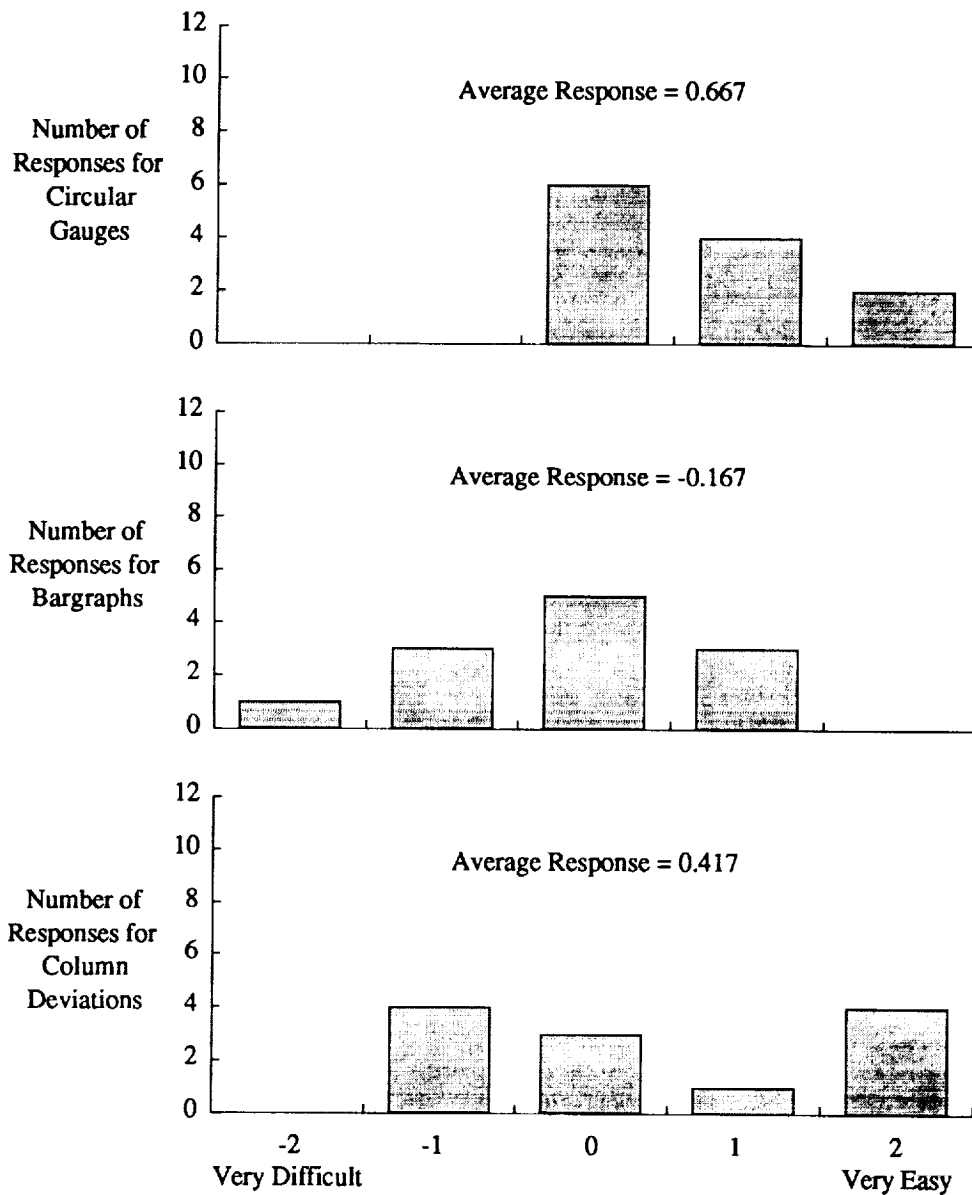 12
10
Average Response = 0.667
8
Number of
Responses for
Circular
Gauges
6
4
2
0
12
10
Average Response = -0.167
8
Number of
Responses for
Bargraphs
6
4
2
0
12
10
Average Response = 0.417
8
Number of
Responses for
Column
Deviations
6
4
2
0
-2 -1 0 1 2
Very Difficult Very Easy